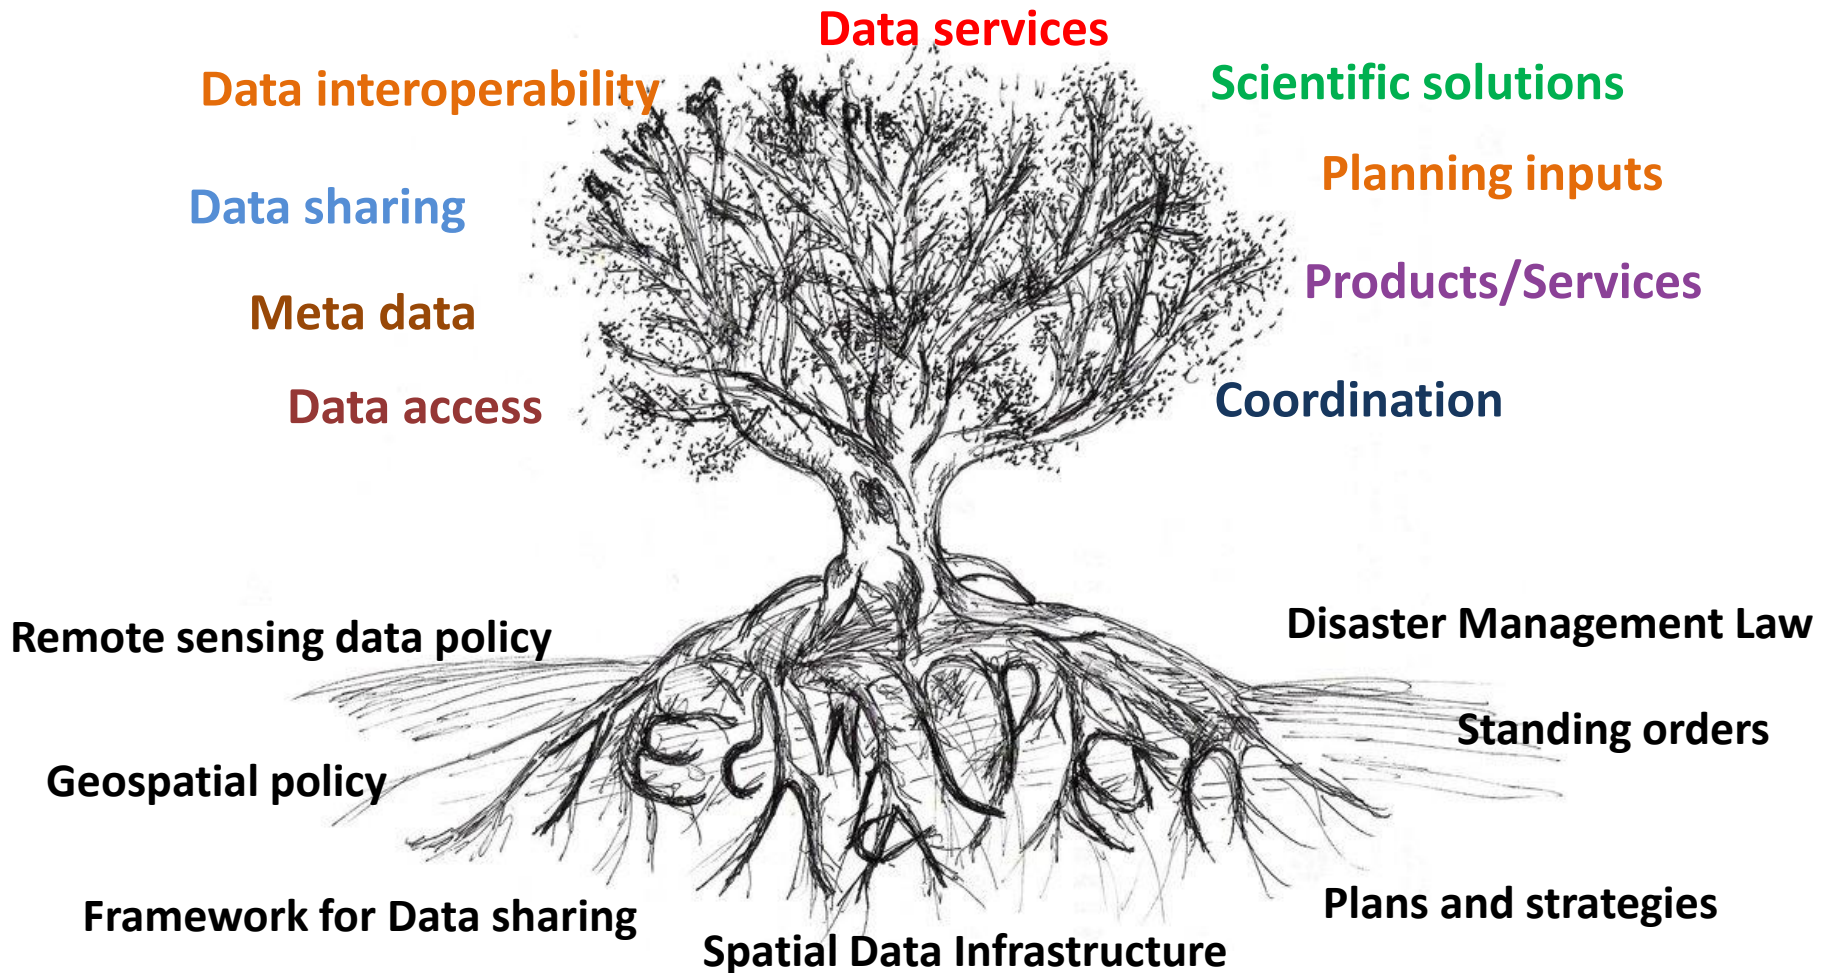 Data services
Data interoperability
Scientific solutions
Planning inputs
Data sharing
Products/Services
Meta data
Data access
Coordination
Remote sensing data policy
Disaster Management Law
Plan
Standing orders
Geospatial policy
Framework for Data sharing
Plans and strategies
Spatial Data Infrastructure